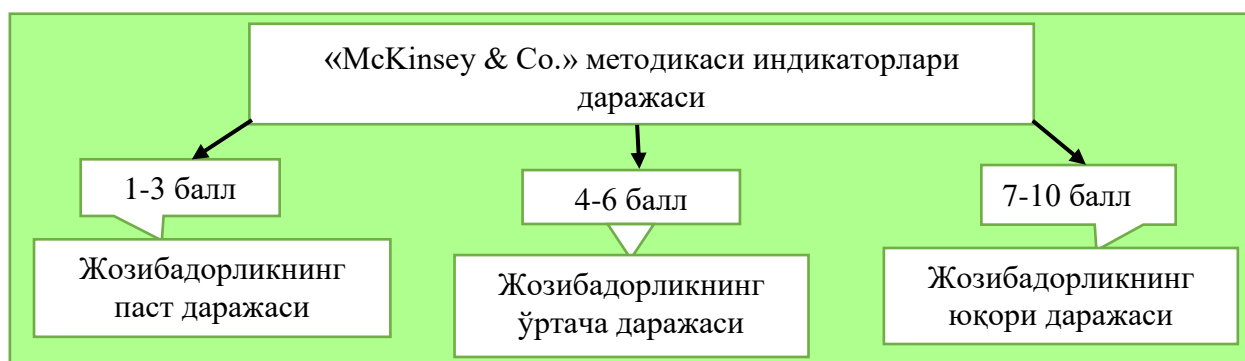 «McKinsey & Co.» методикаси индикаторлари
даражаси
1-3 балл
4-6 балл
7-10 балл
Жозибадорликнинг
паст даражаси
Жозибадорликнинг
ўртача даражаси
Жозибадорликнинг
юқори даражаси